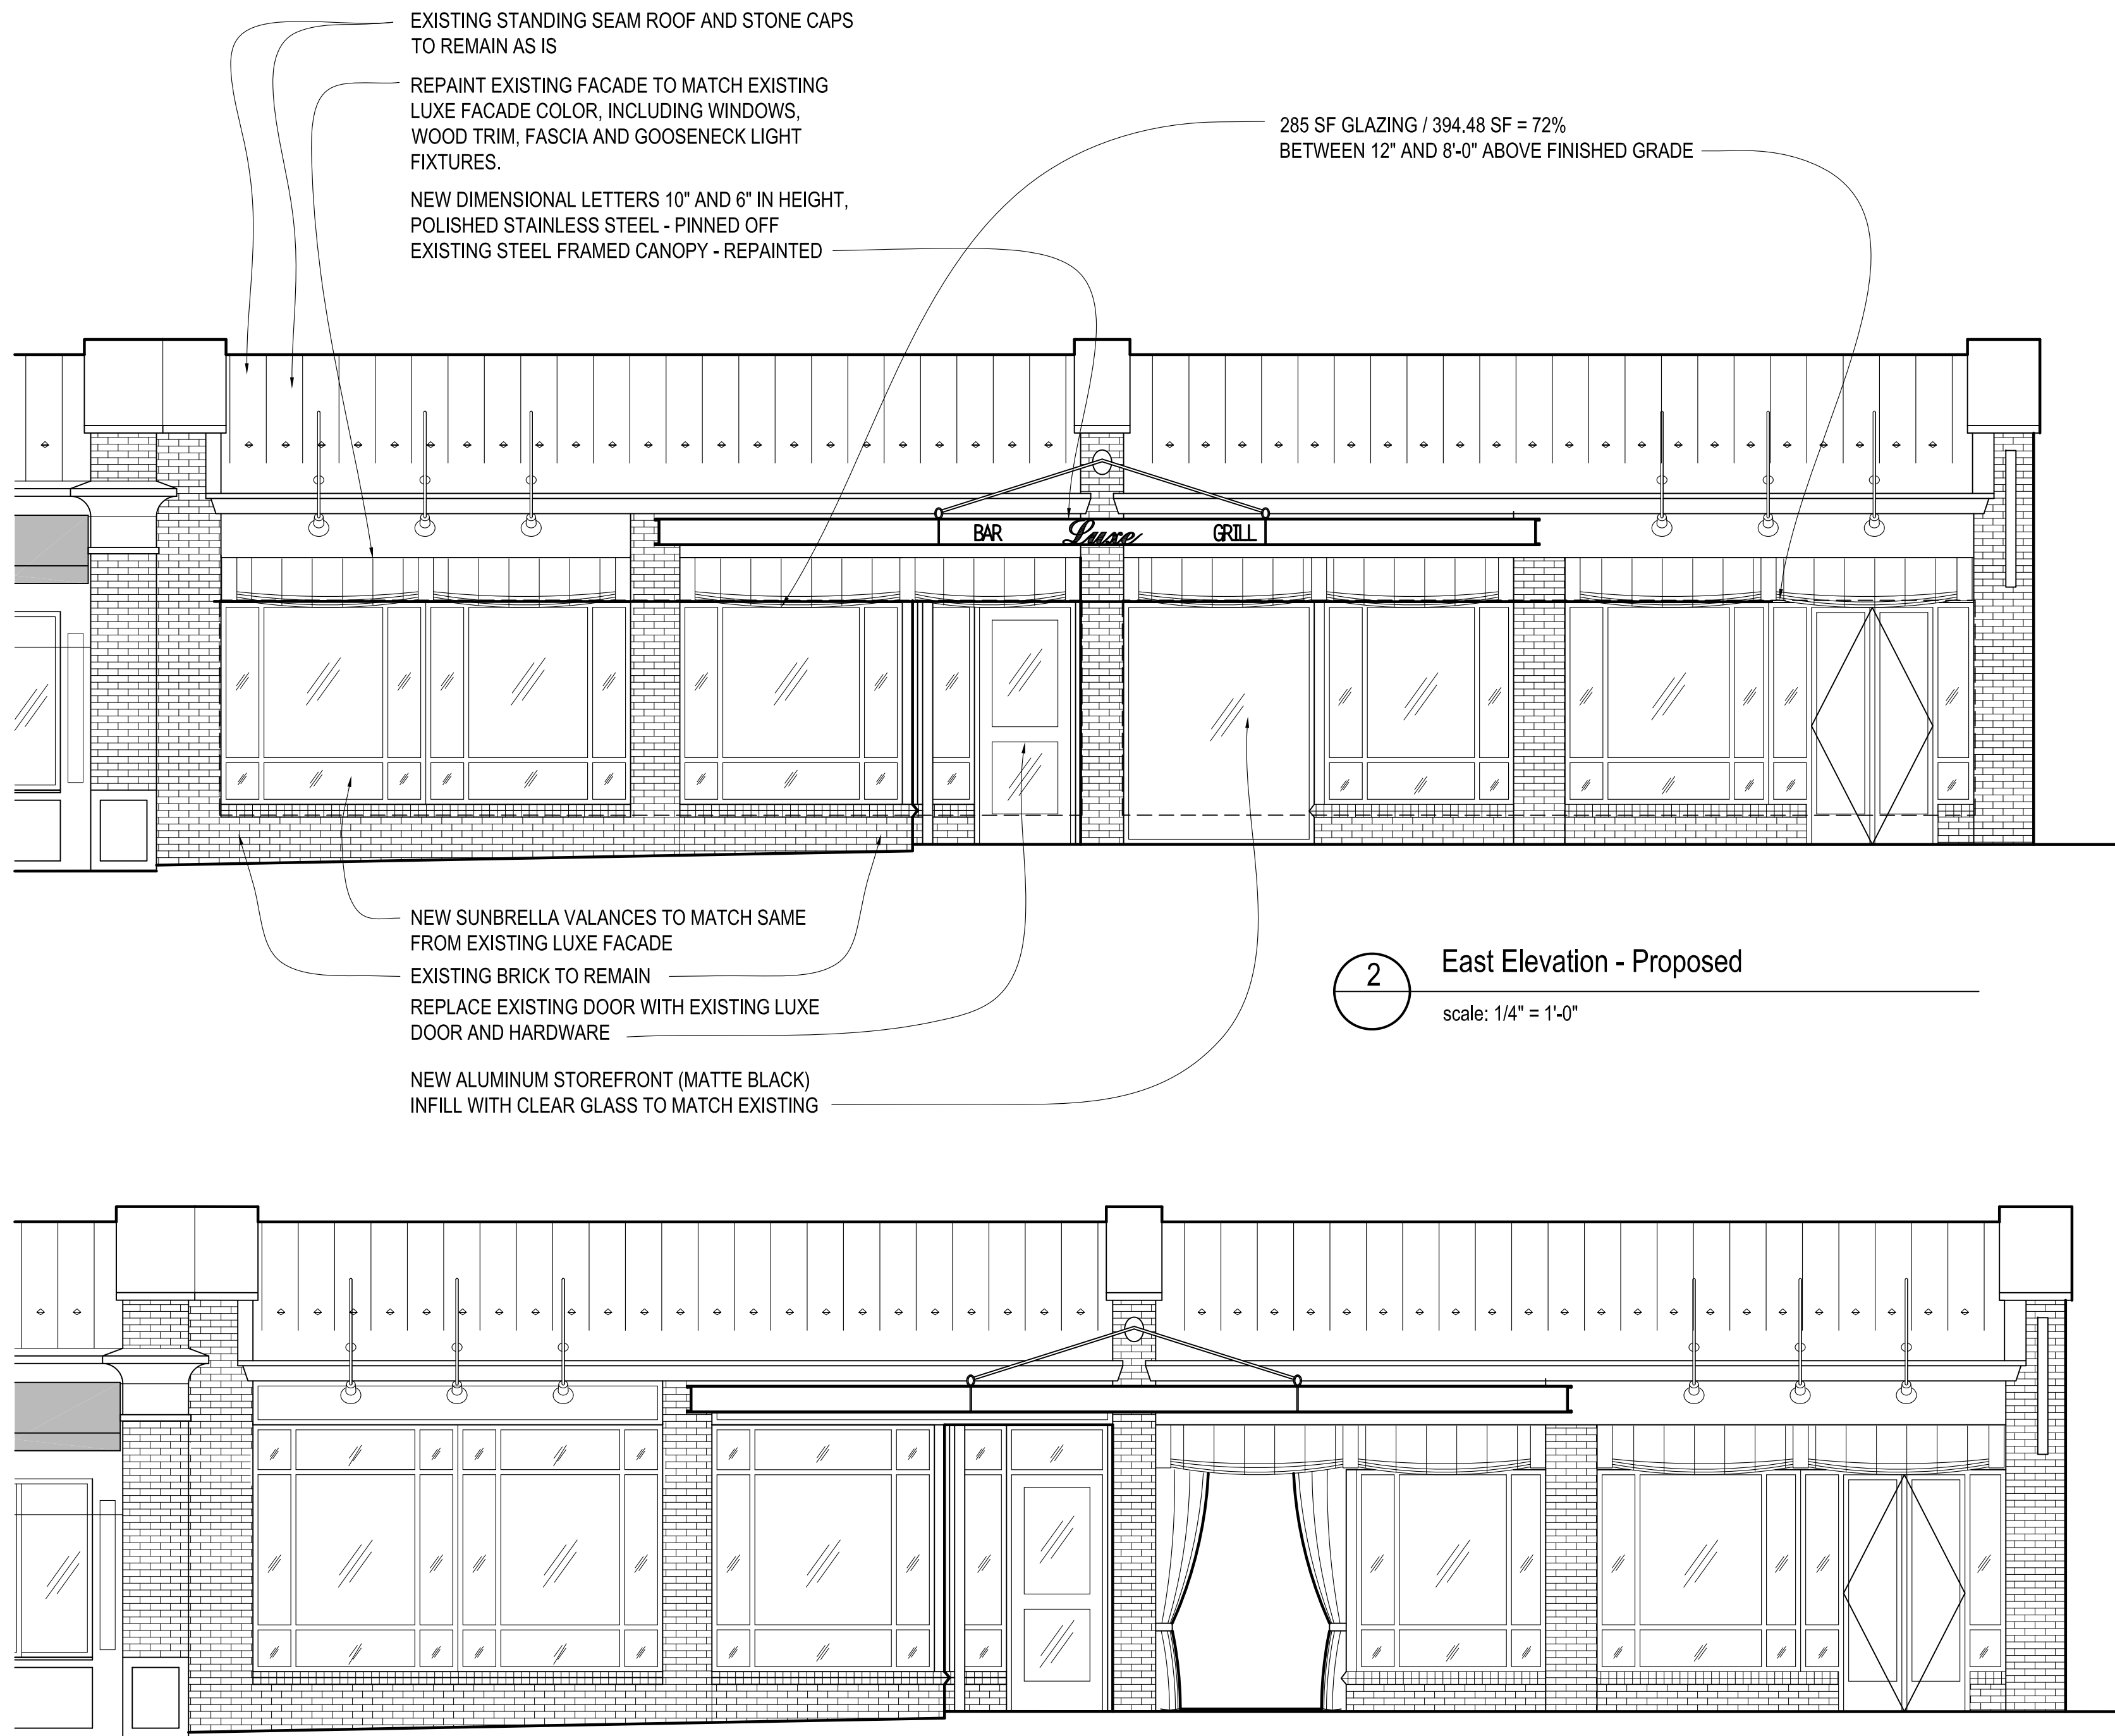 EXISTING STANDING SEAM ROOF AND STONE CAPS
TO REMAIN AS IS
REPAINT EXISTING FACADE TO MATCH EXISTING
LUXE FACADE COLOR, INCLUDING WINDOWS,
WOOD TRIM, FASCIA AND GOOSENECK LIGHT
FIXTURES.
285 SF GLAZING / 394.48 SF = 72%
BETWEEN 12" AND 8'-0" ABOVE FINISHED GRADE
NEW DIMENSIONAL LETTERS 10" AND 6" IN HEIGHT,
POLISHED STAINLESS STEEL - PINNED OFF
EXISTING STEEL FRAMED CANOPY - REPAINTED
BAR Luxe GRILL
NEW SUNBRELLA VALANCES TO MATCH SAME
FROM EXISTING LUXE FACADE
EXISTING BRICK TO REMAIN
REPLACE EXISTING DOOR WITH EXISTING LUXE
DOOR AND HARDWARE
NEW ALUMINUM STOREFRONT (MATTE BLACK)
INFILL WITH CLEAR GLASS TO MATCH EXISTING
2
East Elevation - Proposed
scale: 1/4" = 1'-0"